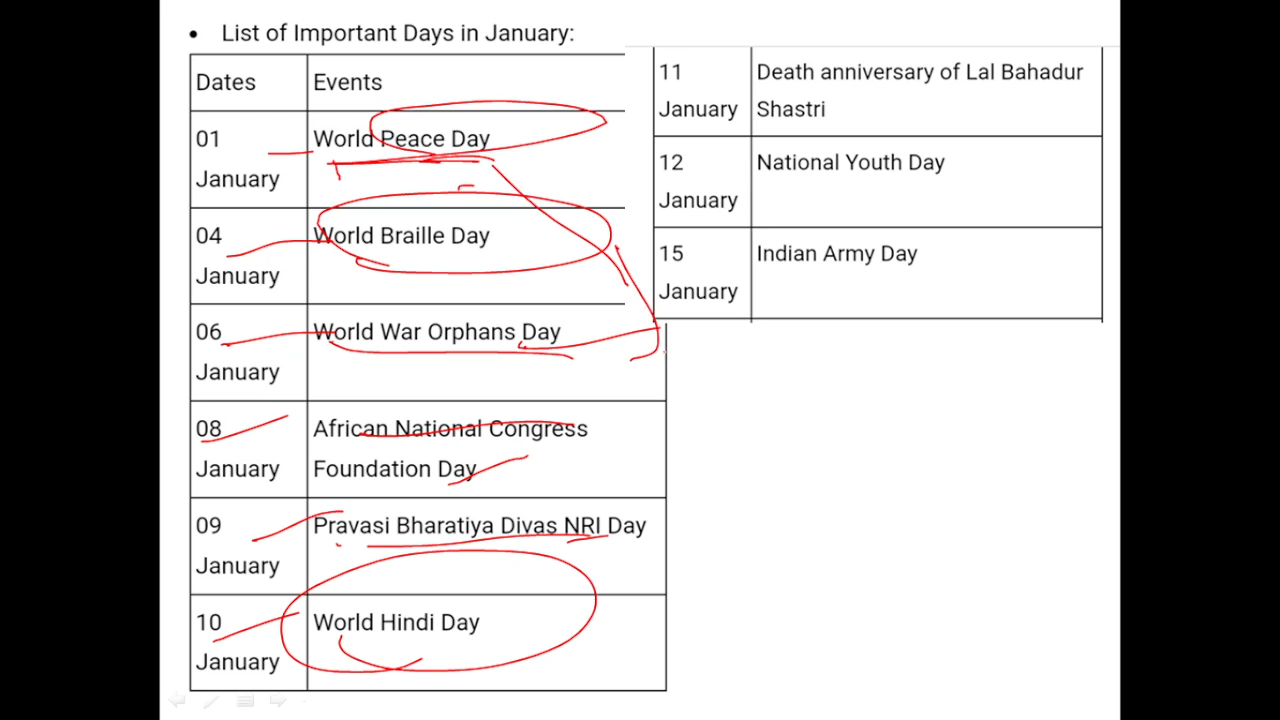 • List of Important Days in January:
Dates Events
01 World Peace Day
January
04 World Braille Day
January
06 World War Orphans Day
January
08 African National Congress
January Foundation Day
09 Pravasi Bharatiya Divas NRI Day
January
10 World Hindi Day
January
11 Death anniversary of Lal Bahadur
January Shastri
12 National Youth Day
January
15 Indian Army Day
January